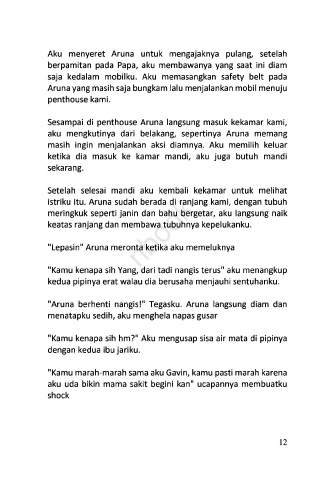 Aku menyeret Aruna untuk mengajaknya pulang, setelah
berpamitan pada Papa, aku membawanya yang saat ini diam
saja kedalam mobilku. Aku memasangkan safety belt pada
Aruna yang masih saja bungkam lalu menjalankan mobil menuju
penthouse kami.
Sesampai di penthouse Aruna langsung masuk kekamar kami,
aku mengkutinya dari belakang, sepertinya Aruna memang
masih ingin menjalankan aksi diamnya. Aku memilih keluar
ketika dia masuk ke kamar mandi, aku juga butuh mandi
sekarang.
Setelah selesai mandi aku kembali kekamar untuk melihat
istriku itu. Aruna sudah berada di ranjang kami, dengan tubuh
meringkuk seperti janin dan bahu bergetar, aku langsung naik
keatas ranjang dan membawa tubuhnya kepelukanku.
"Lepasin" Aruna meronta ketika aku memeluknya
"Kamu kenapa sih Yang, dari tadi nangis terus" aku menangkup
kedua pipinya erat walau dia berusaha menjauhi sentuhanku.
"Aruna berhenti nangis!" Tegasku. Aruna langsung diam dan
menatapku sedih, aku menghela napas gusar
"Kamu kenapa sih hm?" Aku mengusap sisa air mata di pipinya
dengan kedua ibu jariku.
"Kamu marah-marah sama aku Gavin, kamu pasti marah karena
aku uda bikin mama sakit begini kan" ucapannya membuatku
shock
12